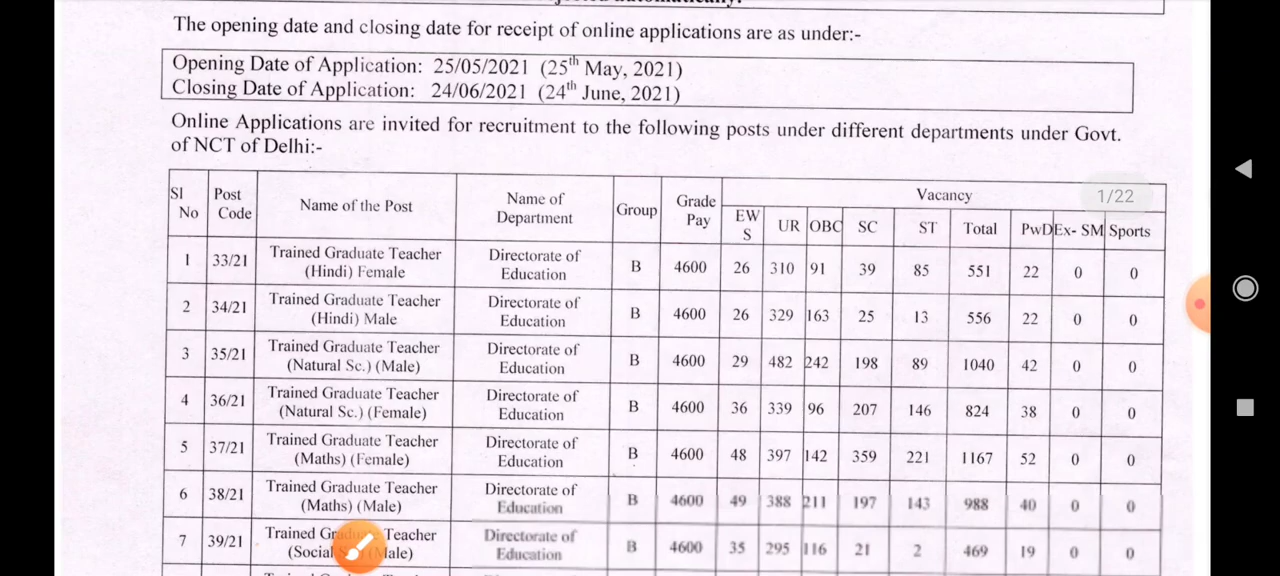 The opening date and closing date for receipt of online applications are as under:-
Opening Date of Application: 25/05/2021 (25th May, 2021)
Closing Date of Application: 24/06/2021 (24th June, 2021)
Online Applications are invited for recruitment to the following posts under different departments under Govt.
of NCT of Delhi:-
1/22
Sl No Post Code Name of the Post Name of Department Group Grade Pay Vacancy
EWS UR OBC SC ST Total PwD Ex- SM Sports
1 33/21 Trained Graduate Teacher (Hindi) Female Directorate of Education B 4600 26 310 91 39 85 551 22 0 0
2 34/21 Trained Graduate Teacher (Hindi) Male Directorate of Education B 4600 26 329 163 25 13 556 22 0 0
3 35/21 Trained Graduate Teacher (Natural Sc.) (Male) Directorate of Education B 4600 29 482 242 198 89 1040 42 0 0
4 36/21 Trained Graduate Teacher (Natural Sc.) (Female) Directorate of Education B 4600 36 339 96 207 146 824 38 0 0
5 37/21 Trained Graduate Teacher (Maths) (Female) Directorate of Education B 4600 48 397 142 359 221 1167 52 0 0
6 38/21 Trained Graduate Teacher (Maths) (Male) Directorate of Education B 4600 49 388 211 197 143 988 40 0 0
7 39/21 Trained Teacher (Social Directorate of Education B 4600 35 295 116 21 2 469 19 0 0